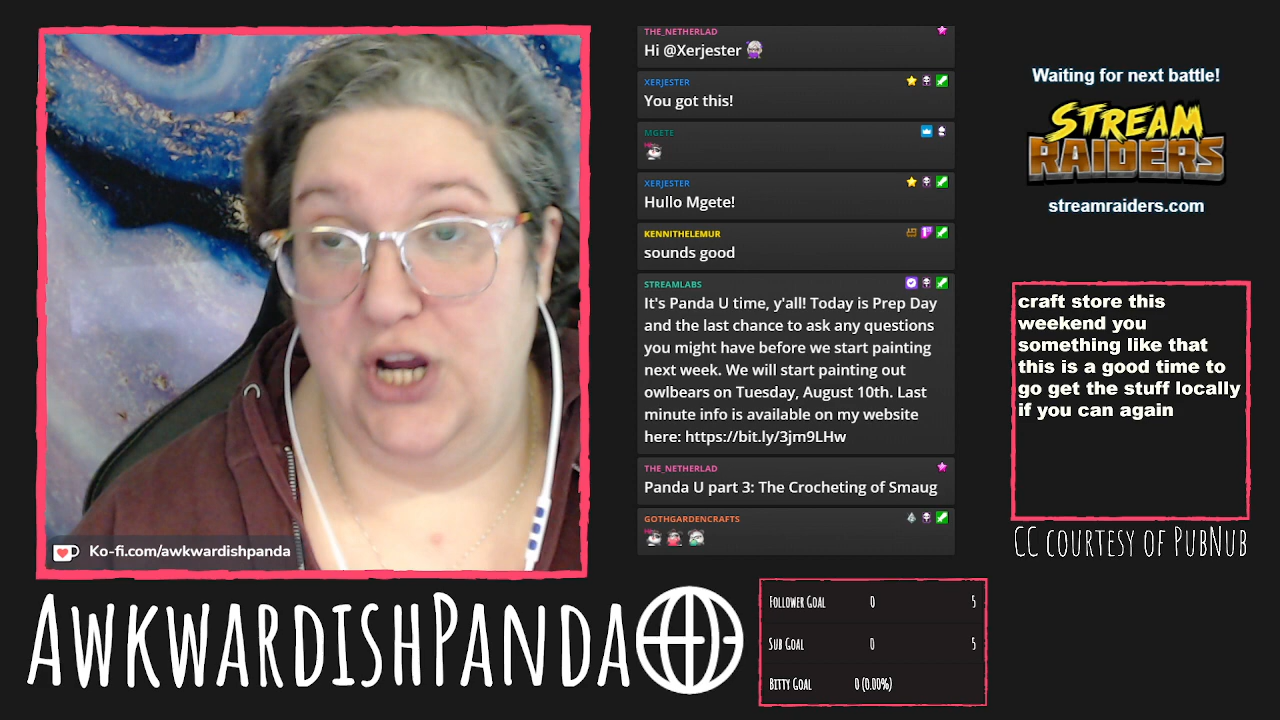 THE_NETHERLAD
Hi @Xerjester
XERJESTER
You got this!
MGETE
XERJESTER
Hullo Mgete!
KENNITHELEMUR
sounds good
STREAMLABS
It's Panda U time, y'all! Today is Prep Day
and the last chance to ask any questions
you might have before we start painting
next week. We will start painting out
owlbears on Tuesday, August 10th. Last
minute info is available on my website
here: https://bit.ly/3jm9LHw
THE_NETHERLAD
Panda U part 3: The Crocheting of Smaug
GOTHGARDENCRAFTS
Waiting for next battle!
STREAM
RAIDERS
streamraiders.com
craft store this
weekend you
something like that
this is a good time to
go get the stuff locally
if you can again
CC courtesy of PubNub
Ko-fi.com/awkwardishpanda
AwkwardishPanda
Follower Goal 0 5
Sub Goal 0 5
Bitty Goal 0 (0.00%)